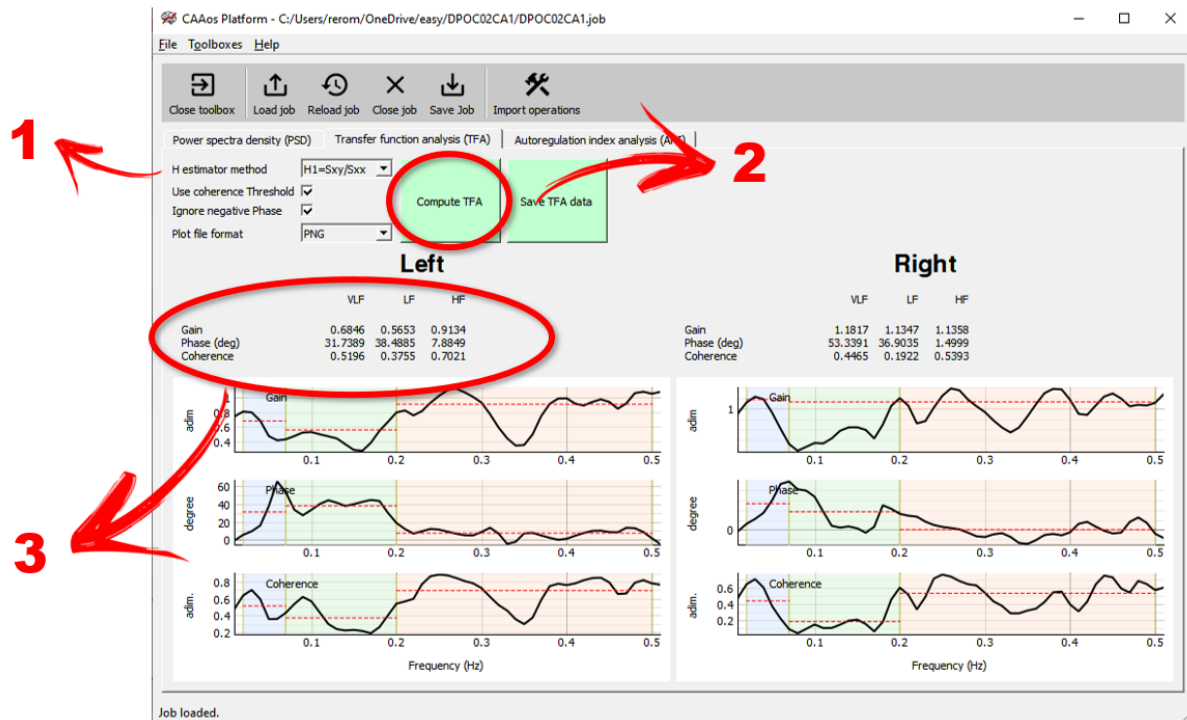 CAAos Platform - C:/Users/rerom/OneDrive/easy/DPOC02CA1/DPOC02CA1.job
File Toolboxes Help
Close toolbox Load job Reload job Close job Save Job Import operations
1
Power spectra density (PSD) Transfer function analysis (TFA) Autoregulation index analysis
2
H estimator method H1=Sxy/Sxx
Use coherence Threshold
Ignore negative Phase
Plot file format PNG
Compute TFA Save TFA data
Left Right
VLF LF HF VLF LF HF
Gain 0.6846 0.5653 0.9134 Gain 1.1817 1.1347 1.1358
Phase (deg) 31.7389 38.4885 7.8849 Phase (deg) 53.3391 36.9035 1.4999
Coherence 0.5196 0.3755 0.7021 Coherence 0.4465 0.1922 0.5393
3
Gain
adim
1
0.8
0.6
0.4
0.1 0.2 0.3 0.4 0.5
Phase
degree
60
40
20
0
0.1 0.2 0.3 0.4 0.5
Coherence
adim.
0.8
0.6
0.4
0.2
0.1 0.2 0.3 0.4 0.5
Frequency (Hz)
Gain
adim
1
0.1 0.2 0.3 0.4 0.5
Phase
degree
0
0.1 0.2 0.3 0.4 0.5
Coherence
adim.
0.6
0.4
0.2
0.1 0.2 0.3 0.4 0.5
Frequency (Hz)
Job loaded.